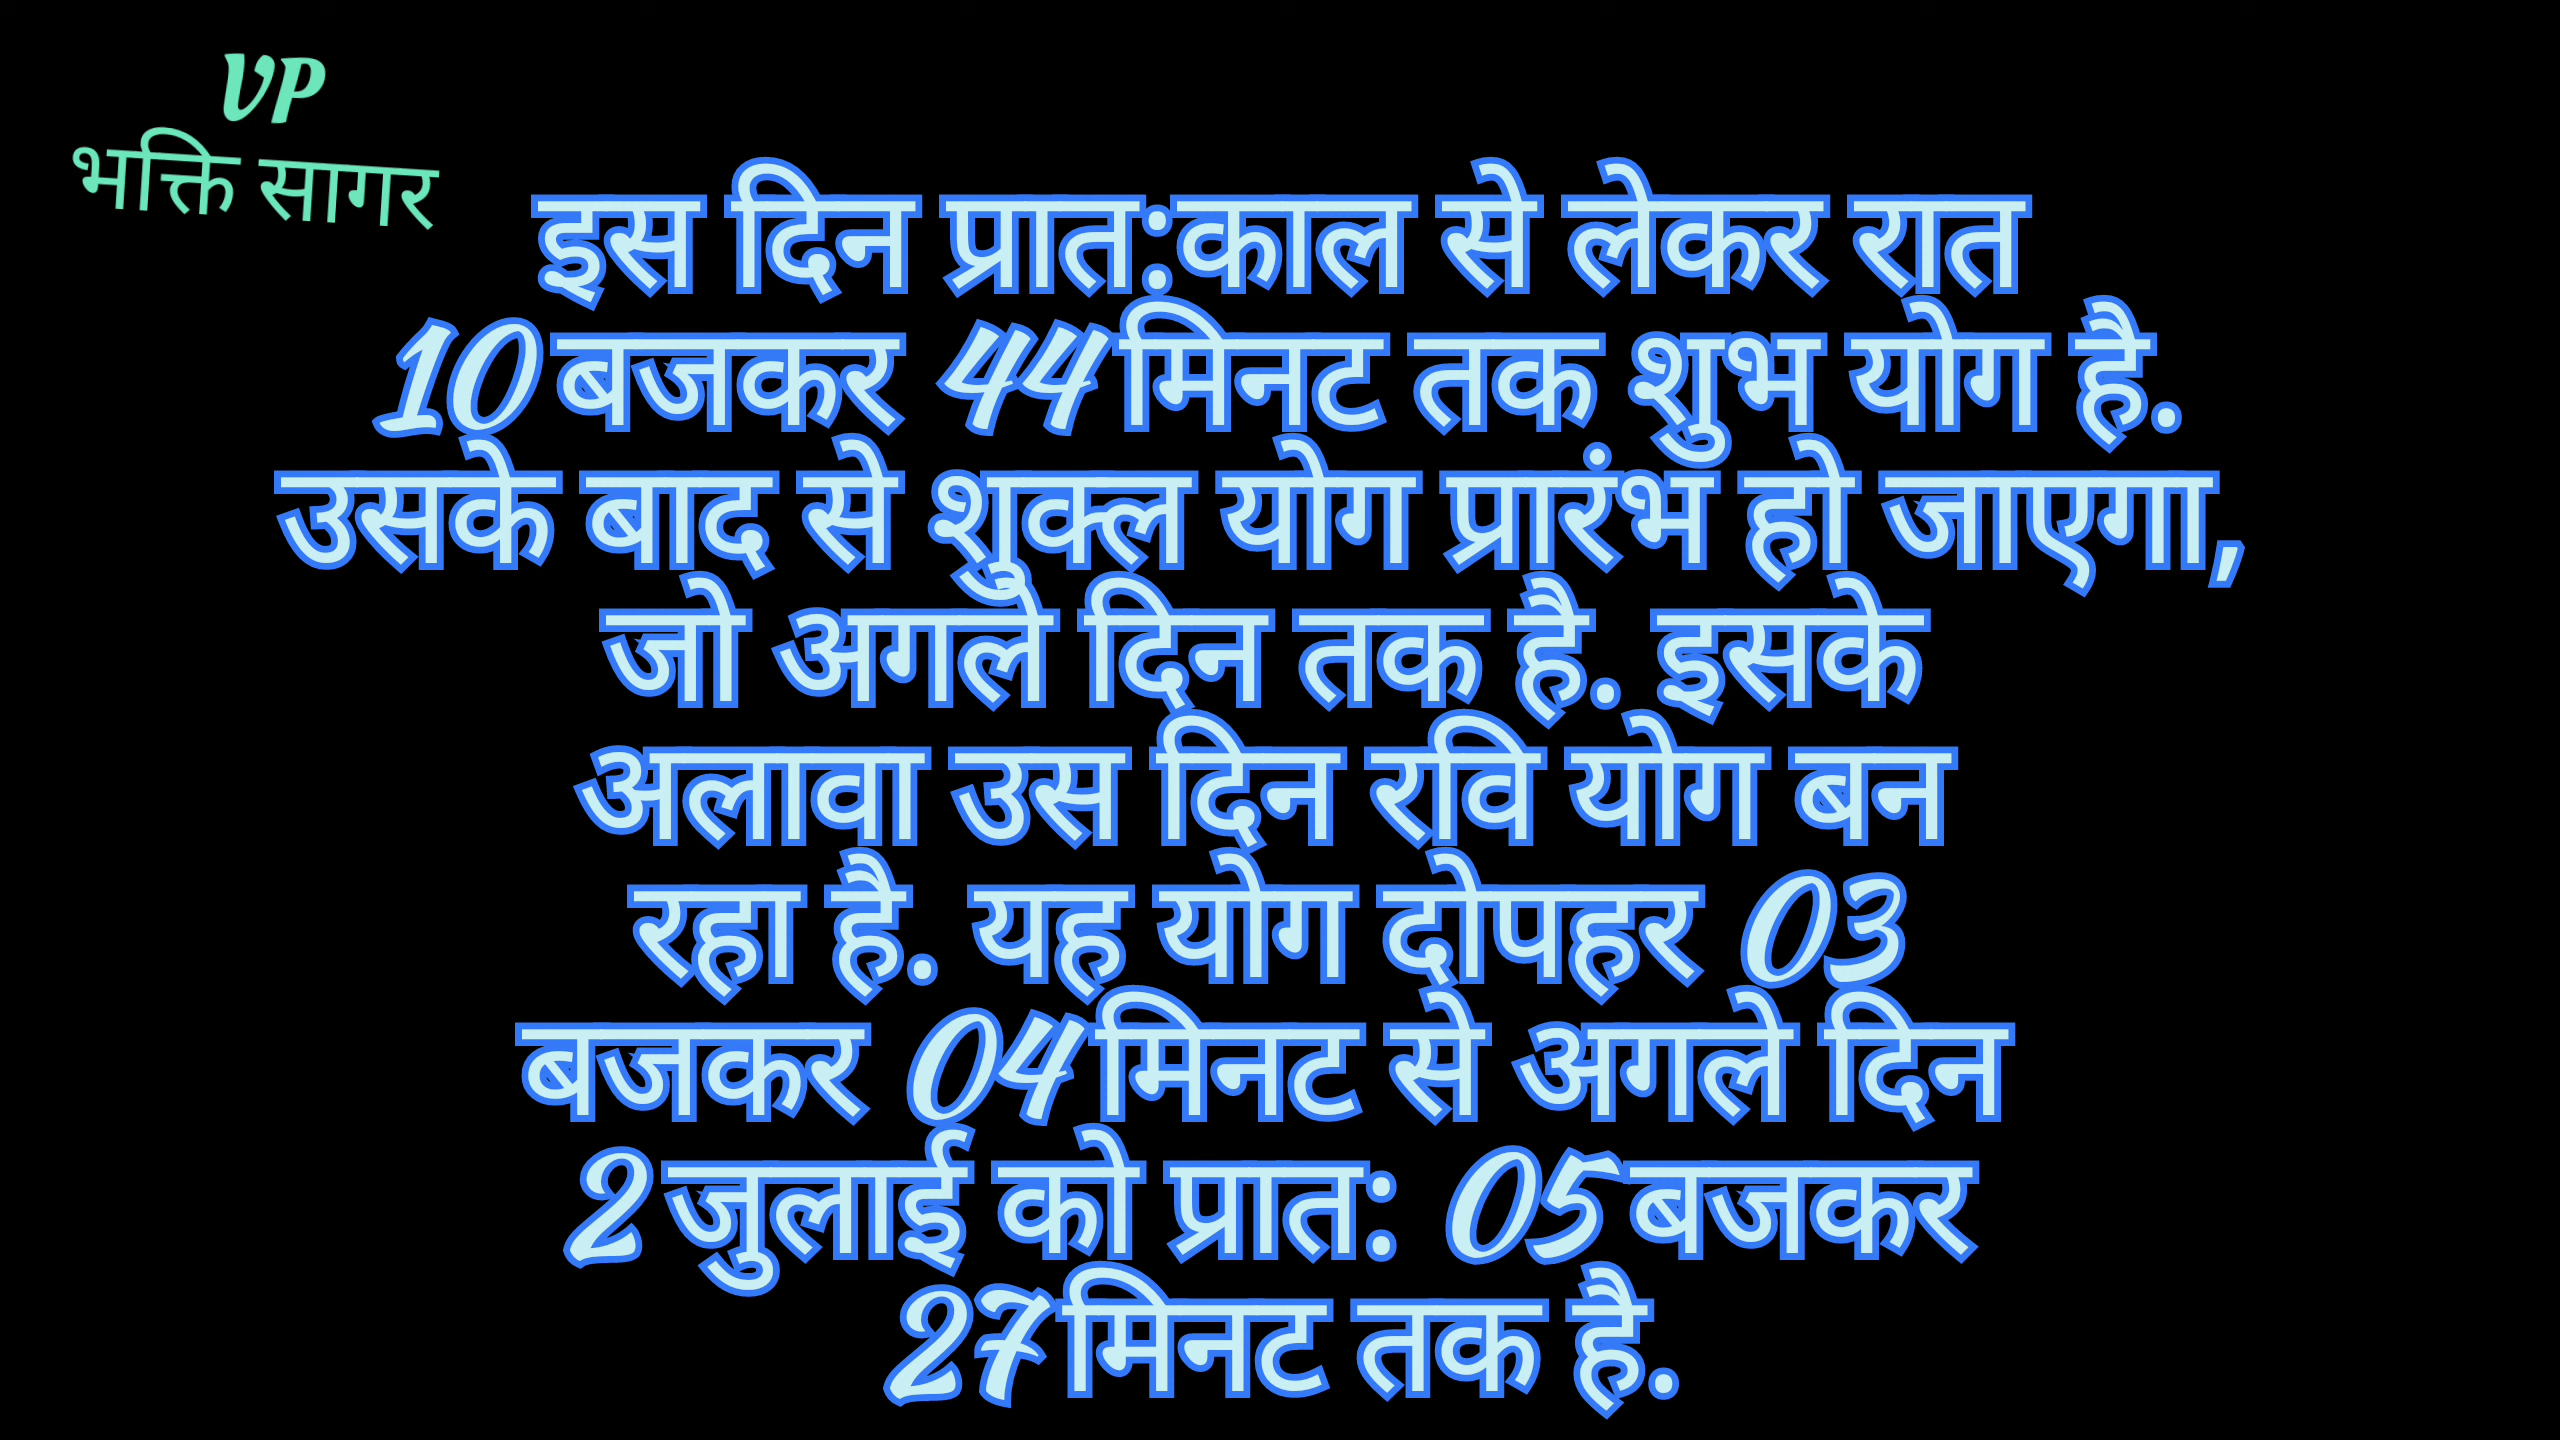 VP
भक्ति सागर
इस दिन प्रात:काल से लेकर रात
10 बजकर 44 मिनट तक शुभ योग है.
उसके बाद से शुक्ल योग प्रारंभ हो जाएगा,
जो अगले दिन तक है. इसके
अलावा उस दिन रवि योग बन
रहा है. यह योग दोपहर 03
बजकर 04 मिनट से अगले दिन
2 जुलाई को प्रात: 05 बजकर
27 मिनट तक है.